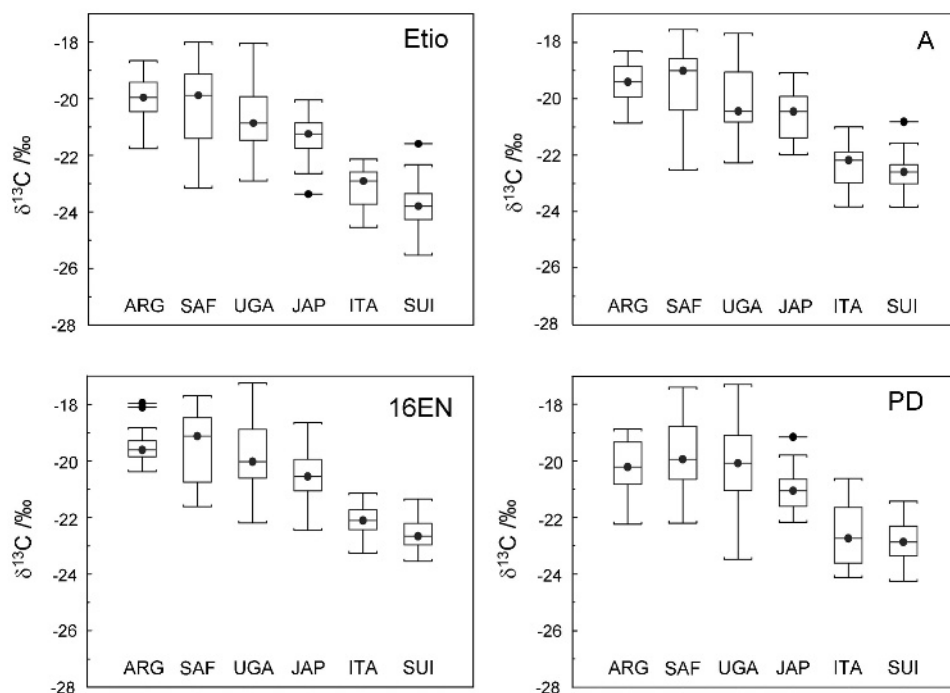 Etio
-18
-20
-22
-24
-26
-28
δ¹³C /‰
ARG SAF UGA JAP ITA SUI
A
-18
-20
-22
-24
-26
-28
δ¹³C /‰
ARG SAF UGA JAP ITA SUI
16EN
-18
-20
-22
-24
-26
-28
δ¹³C /‰
ARG SAF UGA JAP ITA SUI
PD
-18
-20
-22
-24
-26
-28
δ¹³C /‰
ARG SAF UGA JAP ITA SUI